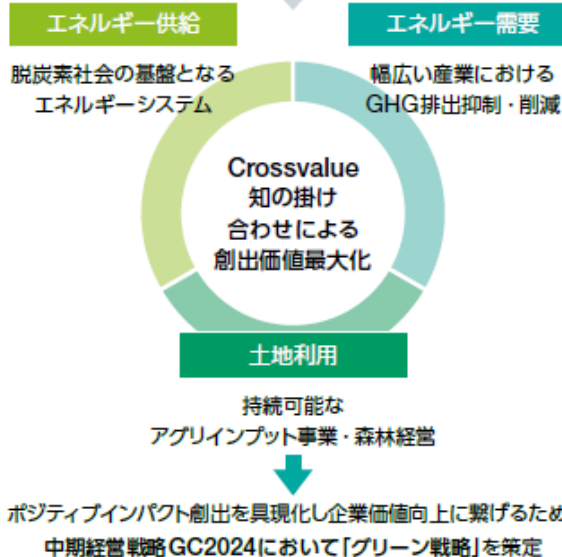 エネルギー供給
エネルギー需要
脱炭素社会の基盤となる
エネルギーシステム
幅広い産業における
GHG排出抑制・削減
Crossvalue
知の掛け
合わせによる
創出価値最大化
土地利用
持続可能な
アグリインプット事業・森林経営
ポジティブインパクト創出を具現化し企業価値向上に繋げるため
中期経営戦略GC2024において「グリーン戦略」を策定